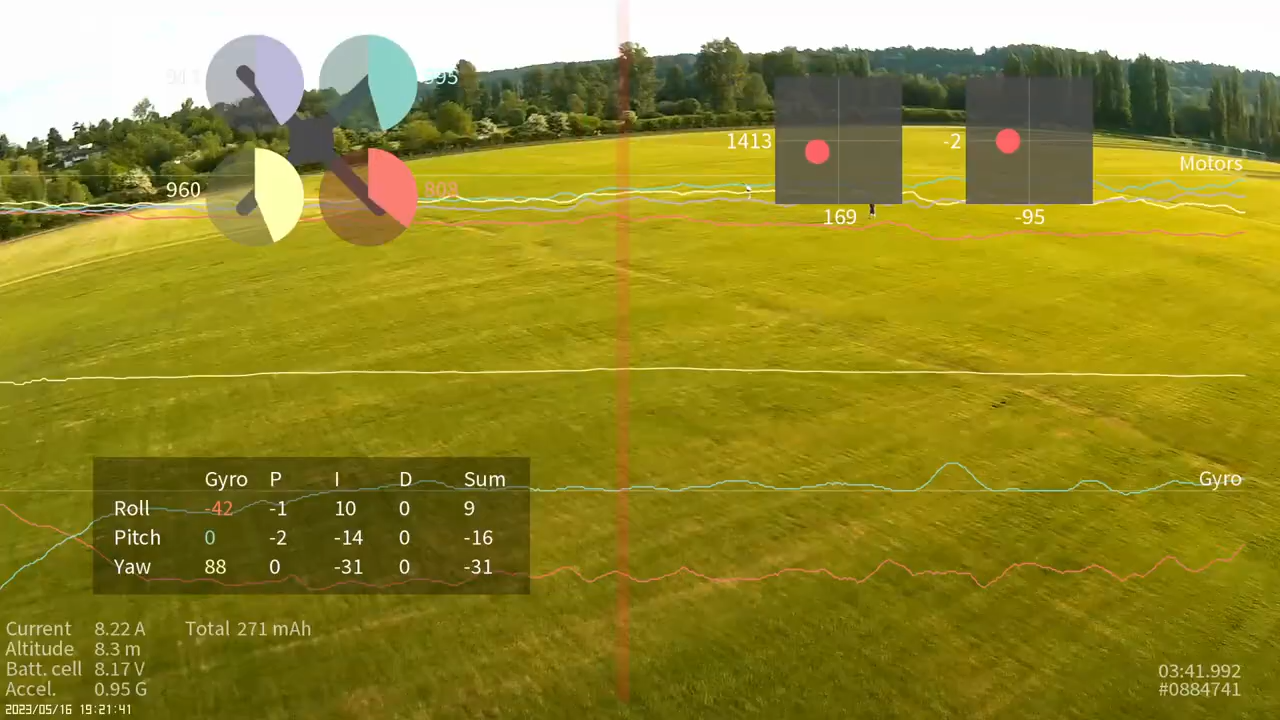 1413
-2
Motors
960
808
169
-95
Gyro P I D Sum
Gyro
Roll -42 -1 10 0 9
Pitch 0 -2 -14 0 -16
Yaw 88 0 -31 0 -31
Current 8.22 A Total 271 mAh
Altitude 8.3 m
Batt. cell 8.17 V
Accel. 0.95 G
03:41.992
#0884741
2023/05/16 19:21:41